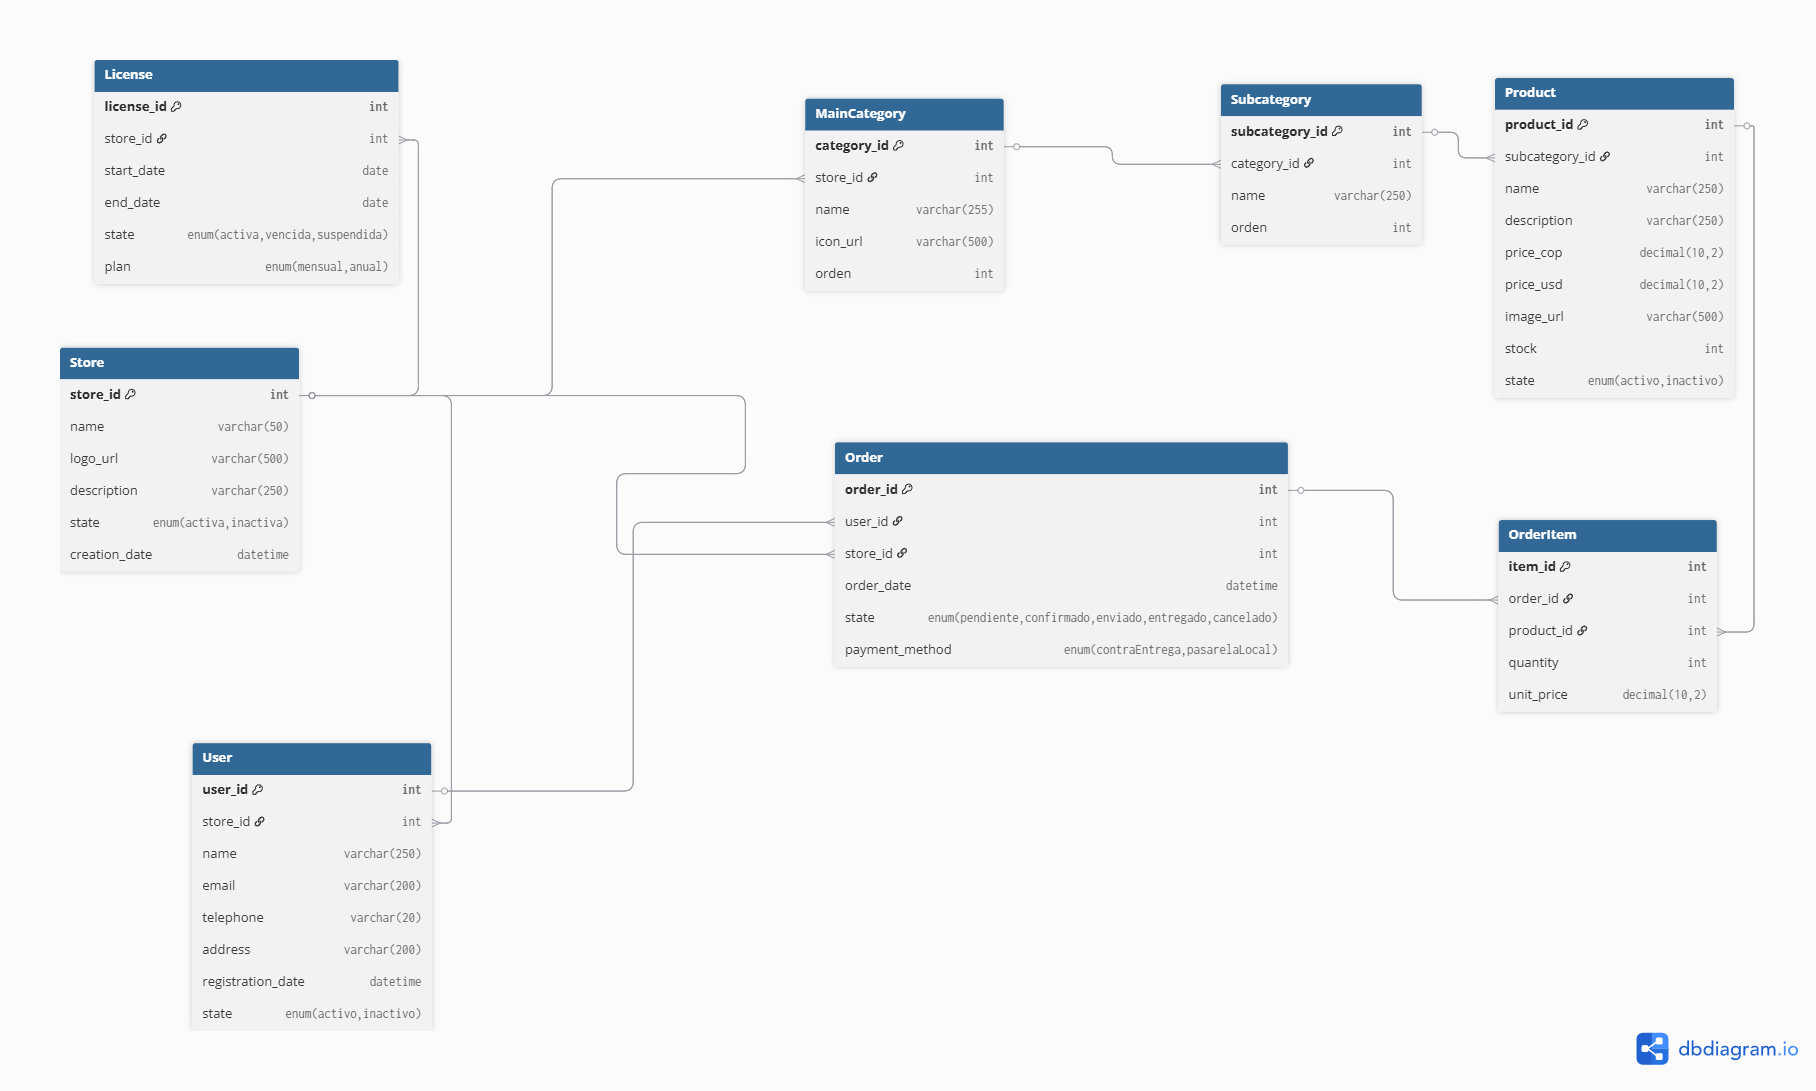 License
license_id int
store_id int
start_date date
end_date date
state enum(activa,vencida,suspendida)
plan enum(mensual,anual)
Store
store_id int
name varchar(50)
logo_url varchar(500)
description varchar(250)
state enum(activa,inactiva)
creation_date datetime
User
user_id int
store_id int
name varchar(250)
email varchar(200)
telephone varchar(20)
address varchar(200)
registration_date datetime
state enum(activo,inactivo)
MainCategory
category_id int
store_id int
name varchar(255)
icon_url varchar(500)
orden int
Order
order_id int
user_id int
store_id int
order_date datetime
state enum(pendiente,confirmado,enviado,entregado,cancelado)
payment_method enum(contraEntrega,pasarelaLocal)
Subcategory
subcategory_id int
category_id int
name varchar(250)
orden int
Product
product_id int
subcategory_id int
name varchar(250)
description varchar(250)
price_cop decimal(10,2)
price_usd decimal(10,2)
image_url varchar(500)
stock int
state enum(activo,inactivo)
OrderItem
item_id int
order_id int
product_id int
quantity int
unit_price decimal(10,2)
dbdiagram.io